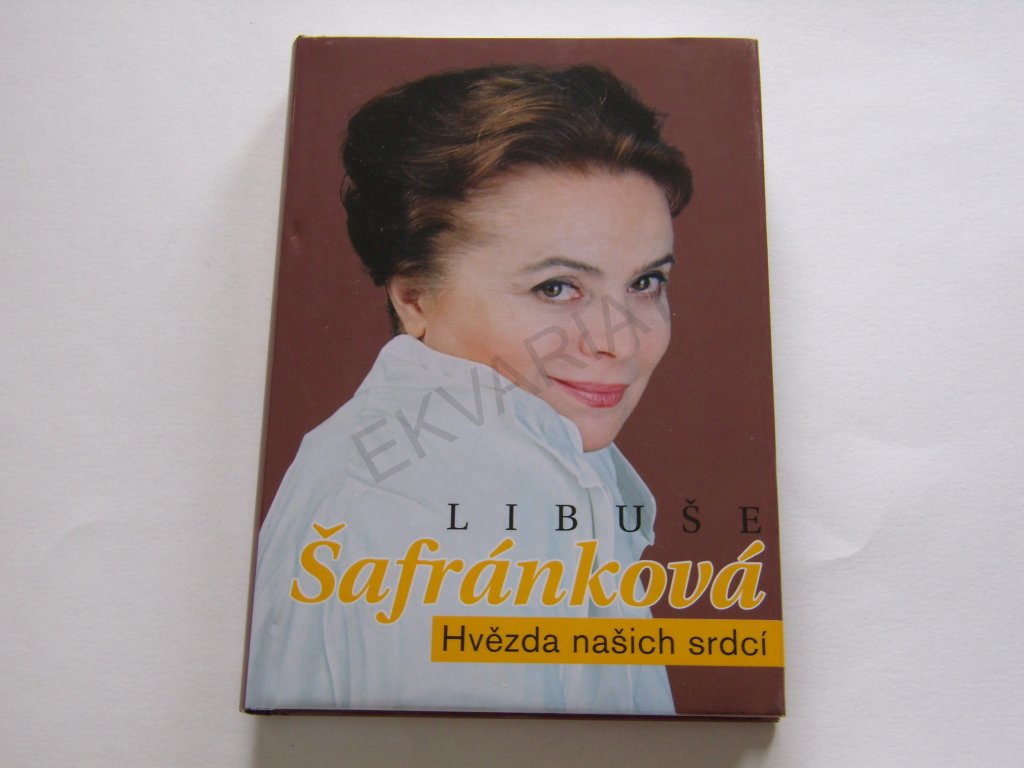 LIBUŠE
Šafránková
Hvězda našich srdcí
EKVARIA